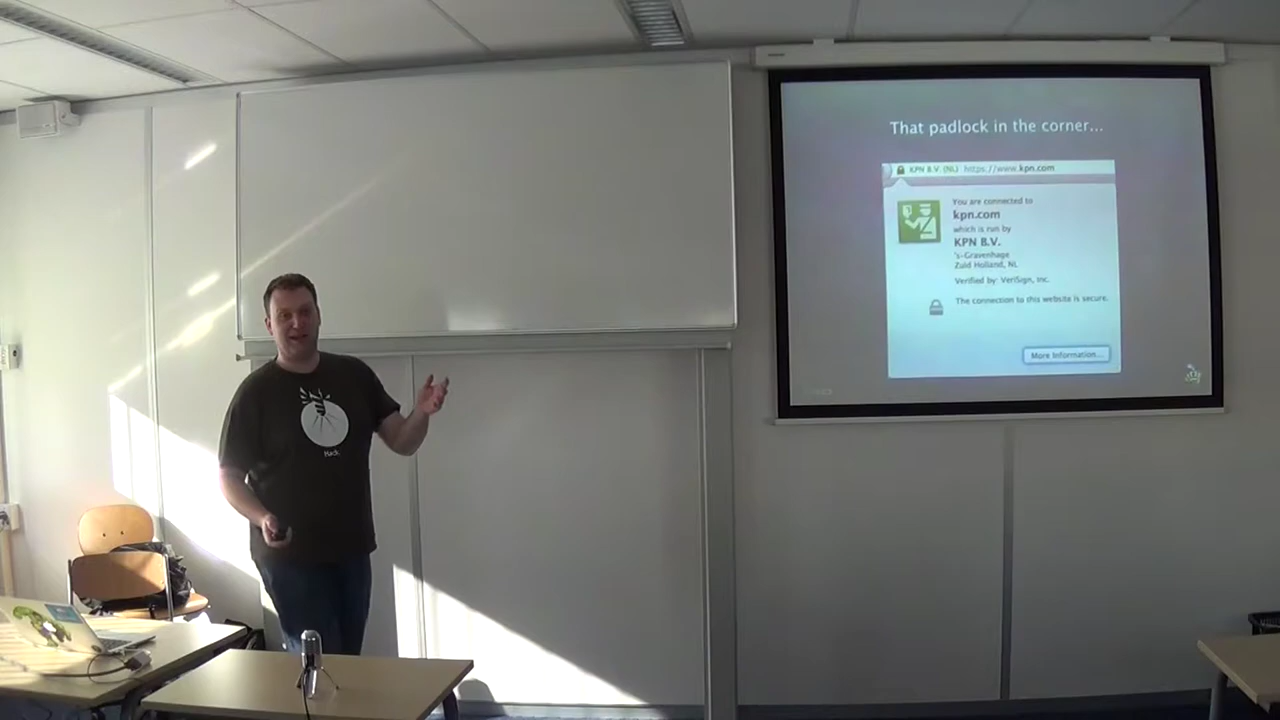 That padlock in the corner...
KPN B.V. (NL) https://www.kpn.com
You are connected to
kpn.com
which is run by
KPN B.V.
's-Gravenhage
Zuid Holland, NL
Verified by: VeriSign, Inc.
The connection to this website is secure.
More Information...
Hack.